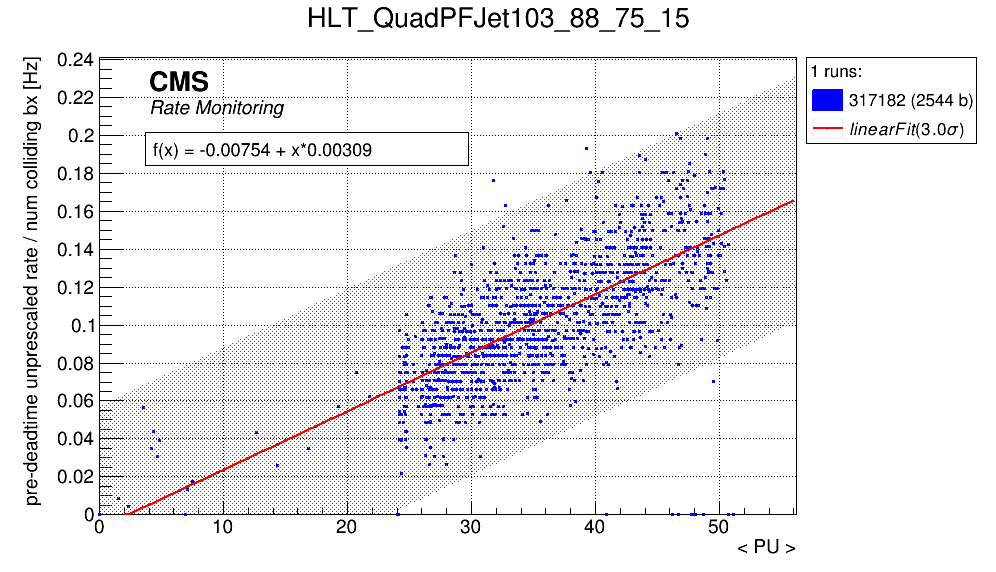 HLT_QuadPFJet103_88_75_15
pre-deadtime unprescaled rate / num colliding bx [Hz]
0.24
0.22
0.2
0.18
0.16
0.14
0.12
0.1
0.08
0.06
0.04
0.02
0
CMS
Rate Monitoring
f(x) = -0.00754 + x*0.00309
0 10 20 30 40 50
< PU >
1 runs:
317182 (2544 b)
linearFit(3.0σ)